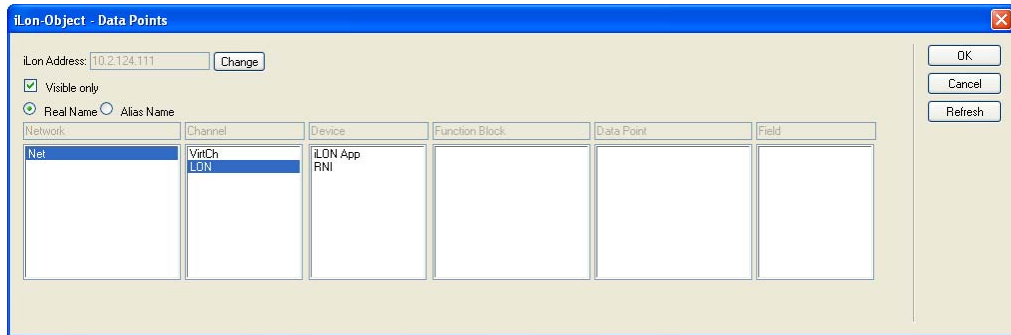 iLon-Object - Data Points
iLon Address: 10.2.124.111 Change
OK
Visible only
Cancel
Real Name Alias Name
Refresh
Network Channel Device Function Block Data Point Field
Net VirtCh iLON App
LON RNI